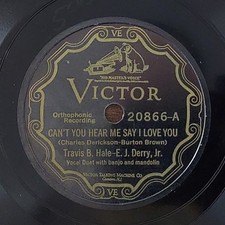 VE
"HIS MASTER'S VOICE"
VICTOR
Orthophonic
Recording
20866-A
CAN'T YOU HEAR ME SAY I LOVE YOU
(Charles Derickson-Burton Brown)
Travis B. Hale-E.J. Derry, Jr.
Vocal Duet with banjo and mandolin
VICTOR TALKING MACHINE CO.
Camden, N.J.
VE